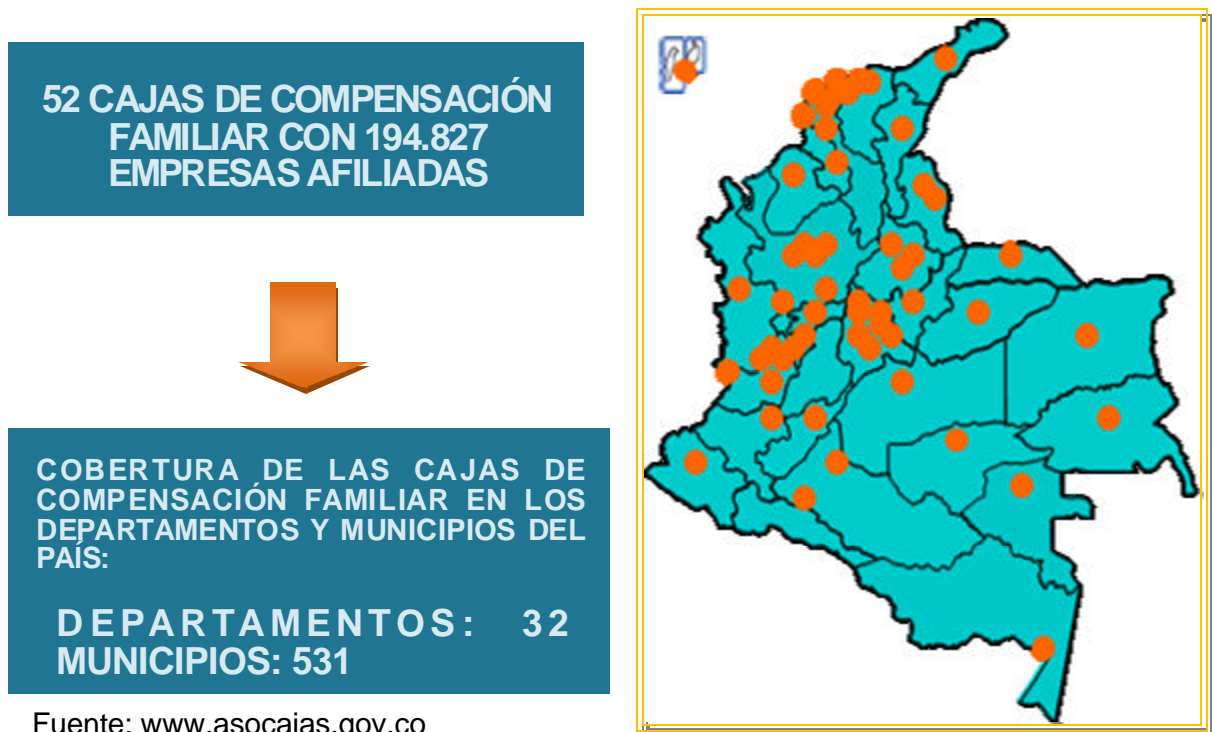 52 CAJAS DE COMPENSACIÓN
FAMILIAR CON 194.827
EMPRESAS AFILIADAS
COBERTURA DE LAS CAJAS DE
COMPENSACIÓN FAMILIAR EN LOS
DEPARTAMENTOS Y MUNICIPIOS DEL
PAÍS:
DEPARTAMENTOS: 32
MUNICIPIOS: 531
Fuente: www.asocajas.gov.co